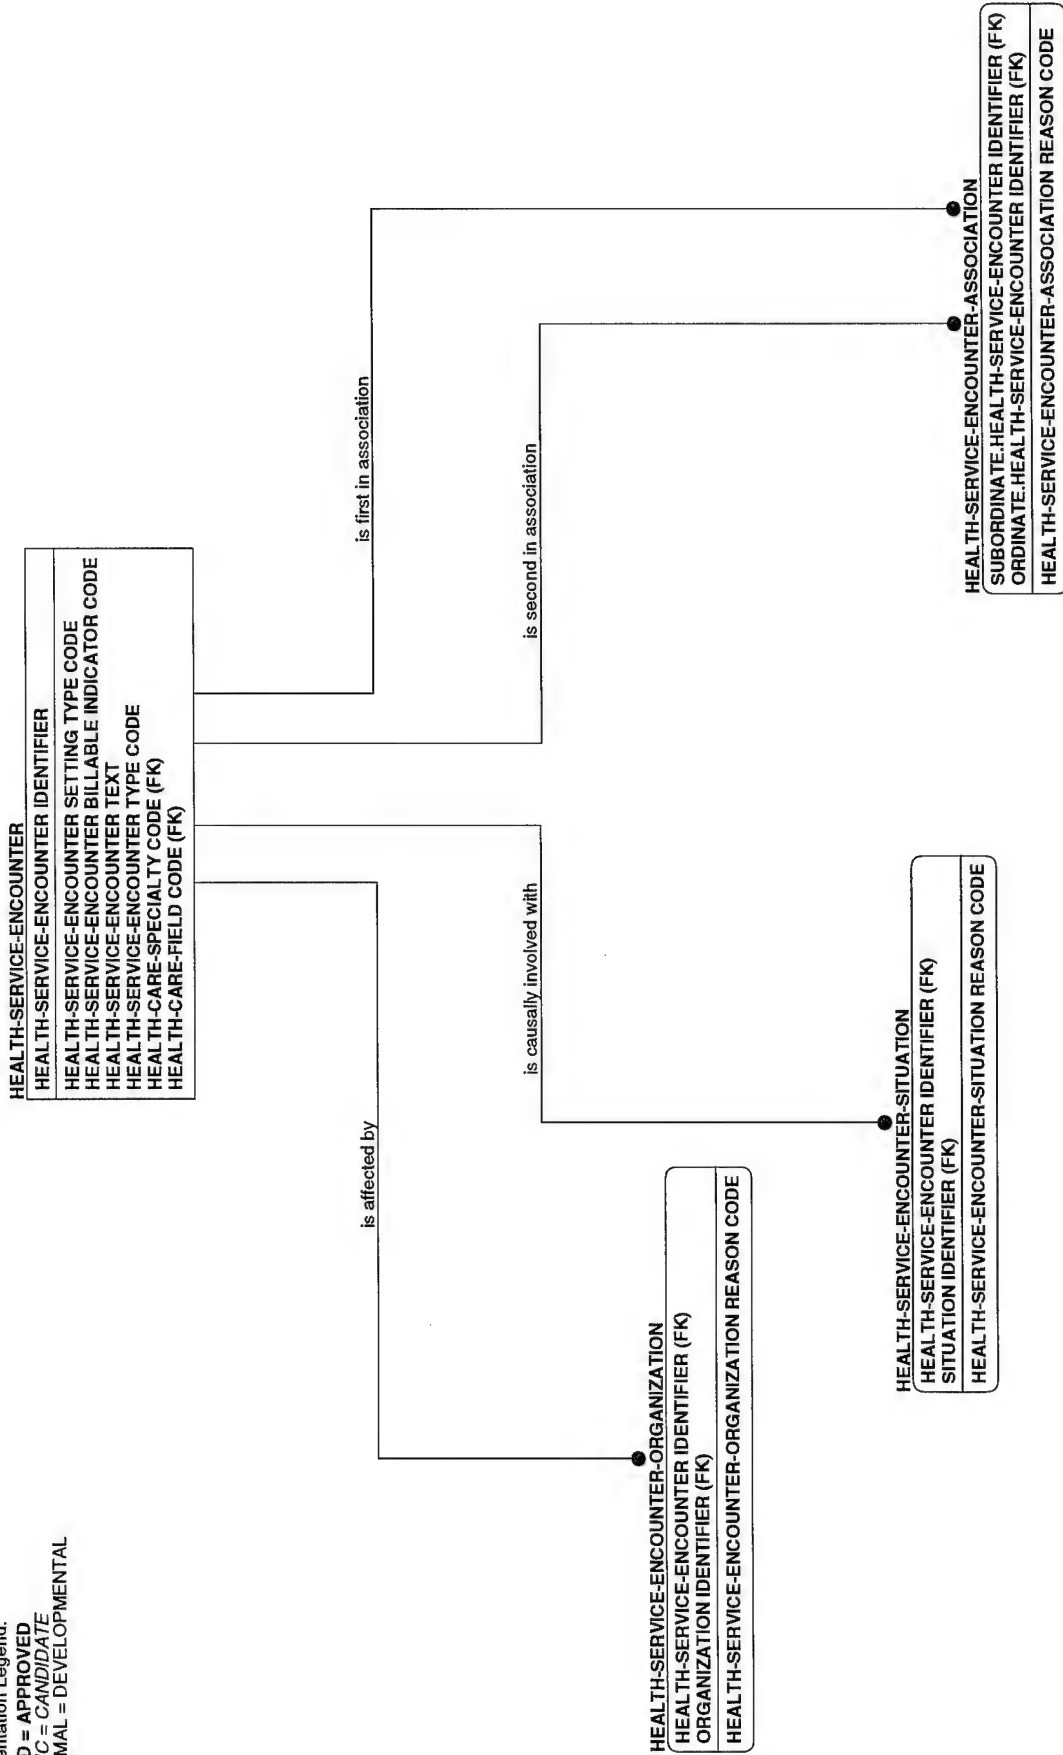 entation Legend:
D = APPROVED
IC = CANDIDATE
MAL = DEVELOPMENTAL
HEALTH-SERVICE-ENCOUNTER
HEALTH-SERVICE-ENCOUNTER IDENTIFIER
HEALTH-SERVICE-ENCOUNTER SETTING TYPE CODE
HEALTH-SERVICE-ENCOUNTER BILLABLE INDICATOR CODE
HEALTH-SERVICE-ENCOUNTER TEXT
HEALTH-SERVICE-ENCOUNTER TYPE CODE
HEALTH-CARE-SPECIALTY CODE (FK)
HEALTH-CARE-FIELD CODE (FK)
is affected by
is first in association
is causally involved with
is second in association
HEALTH-SERVICE-ENCOUNTER-ORGANIZATION
HEALTH-SERVICE-ENCOUNTER IDENTIFIER (FK)
ORGANIZATION IDENTIFIER (FK)
HEALTH-SERVICE-ENCOUNTER-ORGANIZATION REASON CODE
HEALTH-SERVICE-ENCOUNTER-SITUATION
HEALTH-SERVICE-ENCOUNTER IDENTIFIER (FK)
SITUATION IDENTIFIER (FK)
HEALTH-SERVICE-ENCOUNTER-SITUATION REASON CODE
HEALTH-SERVICE-ENCOUNTER-ASSOCIATION
SUBORDINATE.HEALTH-SERVICE-ENCOUNTER IDENTIFIER (FK)
ORDINATE.HEALTH-SERVICE-ENCOUNTER IDENTIFIER (FK)
HEALTH-SERVICE-ENCOUNTER-ASSOCIATION REASON CODE